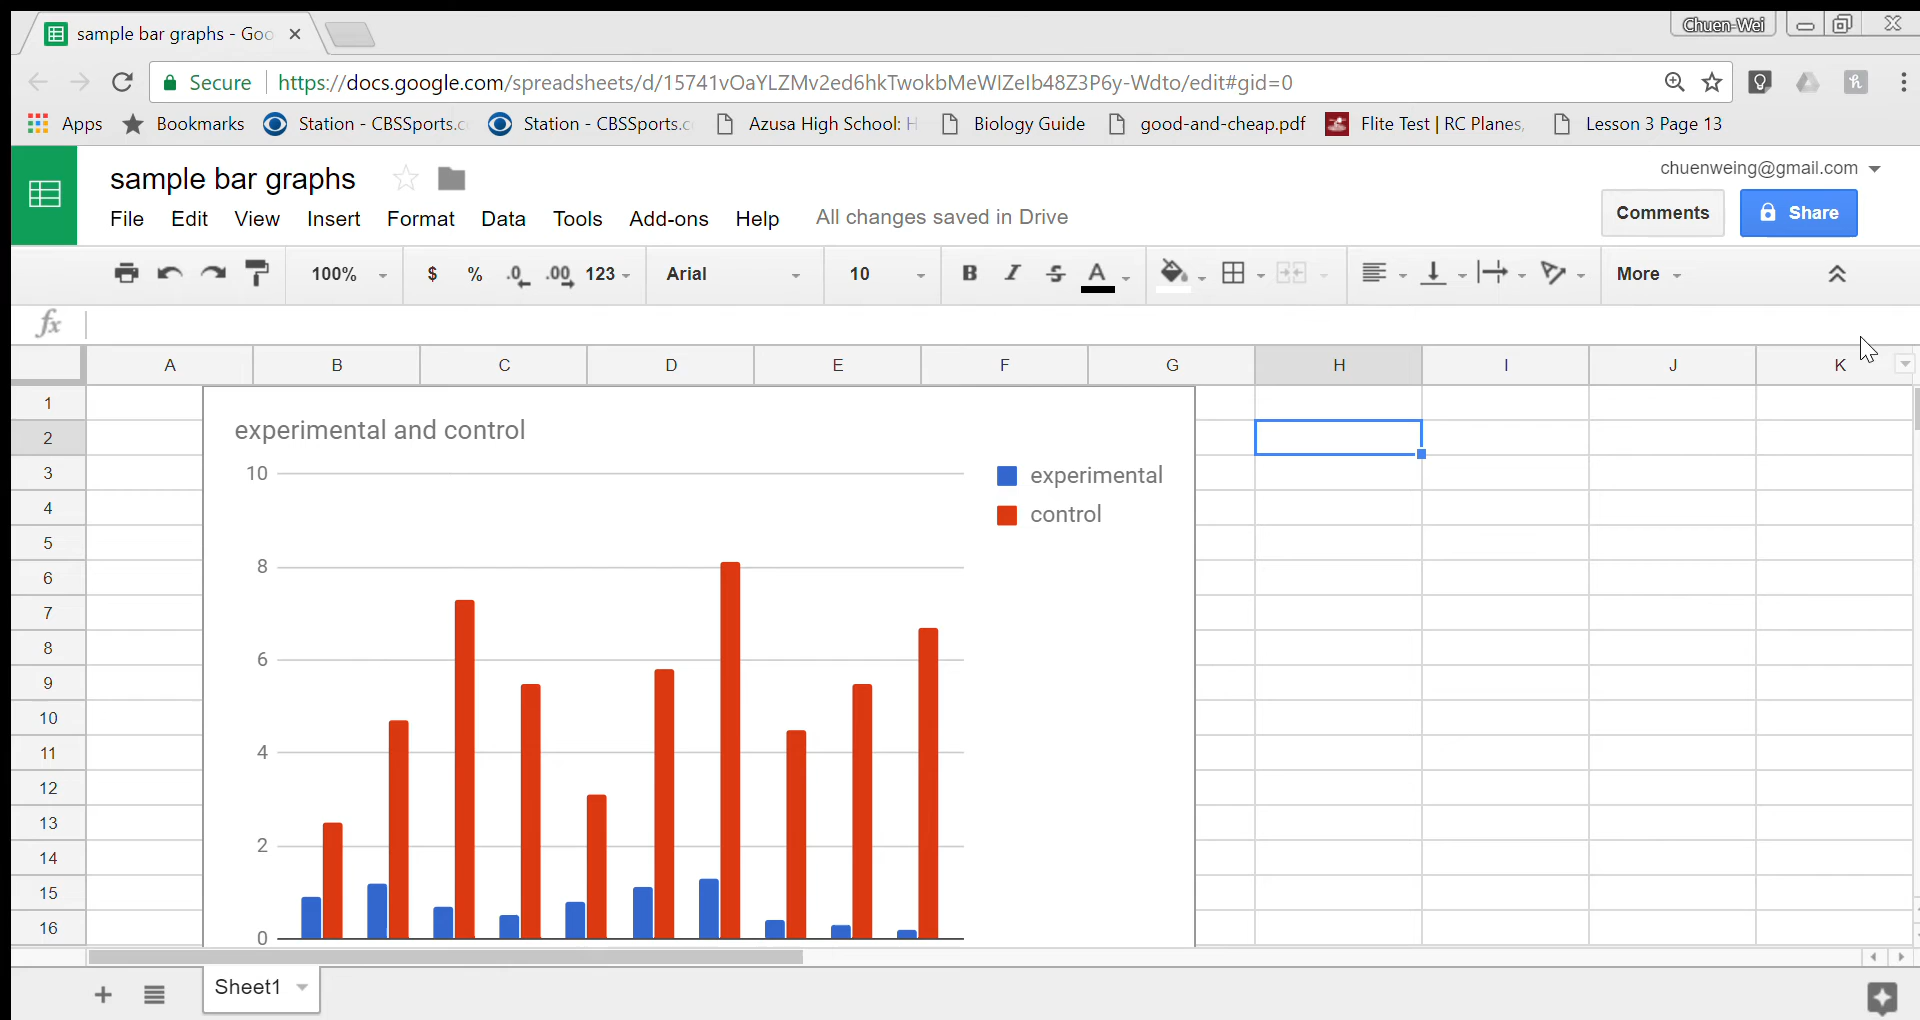 sample bar graphs - Goo
Chuen-Wei
Secure https://docs.google.com/spreadsheets/d/15741vOaYLZMv2ed6hkTwokbMeWIZeIb48Z3P6y-Wdto/edit#gid=0
Apps Bookmarks Station - CBSSports.c Station - CBSSports.c Azusa High School: H Biology Guide good-and-cheap.pdf Flite Test | RC Planes, Lesson 3 Page 13
sample bar graphs
chuenweing@gmail.com
File Edit View Insert Format Data Tools Add-ons Help All changes saved in Drive
Comments Share
100% $ % .0 .00 123 Arial 10 B I S A More
fx
A B C D E F G H I J K
1
experimental and control
2
10 experimental
3
control
4
5
8
6
7
6
8
9
10
4
11
12
13
2
14
15
16
0
Sheet1